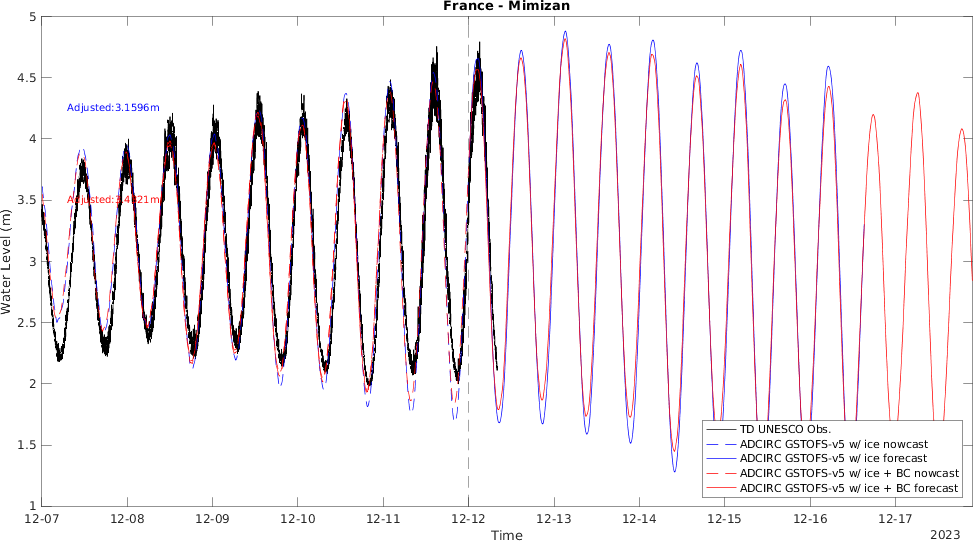 France - Mimizan
Water Level (m)
5
4.5
4
3.5
3
2.5
2
1.5
1
Adjusted:3.1596m
TD UNESCO Obs.
ADCIRC GSTOFS-v5 w/ ice nowcast
ADCIRC GSTOFS-v5 w/ ice forecast
ADCIRC GSTOFS-v5 w/ ice + BC nowcast
ADCIRC GSTOFS-v5 w/ ice + BC forecast
12-07 12-08 12-09 12-10 12-11 12-12 12-13 12-14 12-15 12-16 12-17
Time
2023